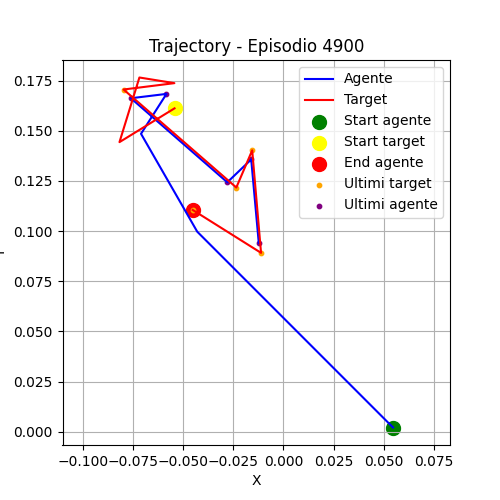 Trajectory - Episodio 4900
Agente
Target
Start agente
Start target
End agente
Ultimi target
Ultimi agente
0.175
0.150
0.125
0.100
0.075
0.050
0.025
0.000
−0.100 −0.075 −0.050 −0.025 0.000 0.025 0.050 0.075
X